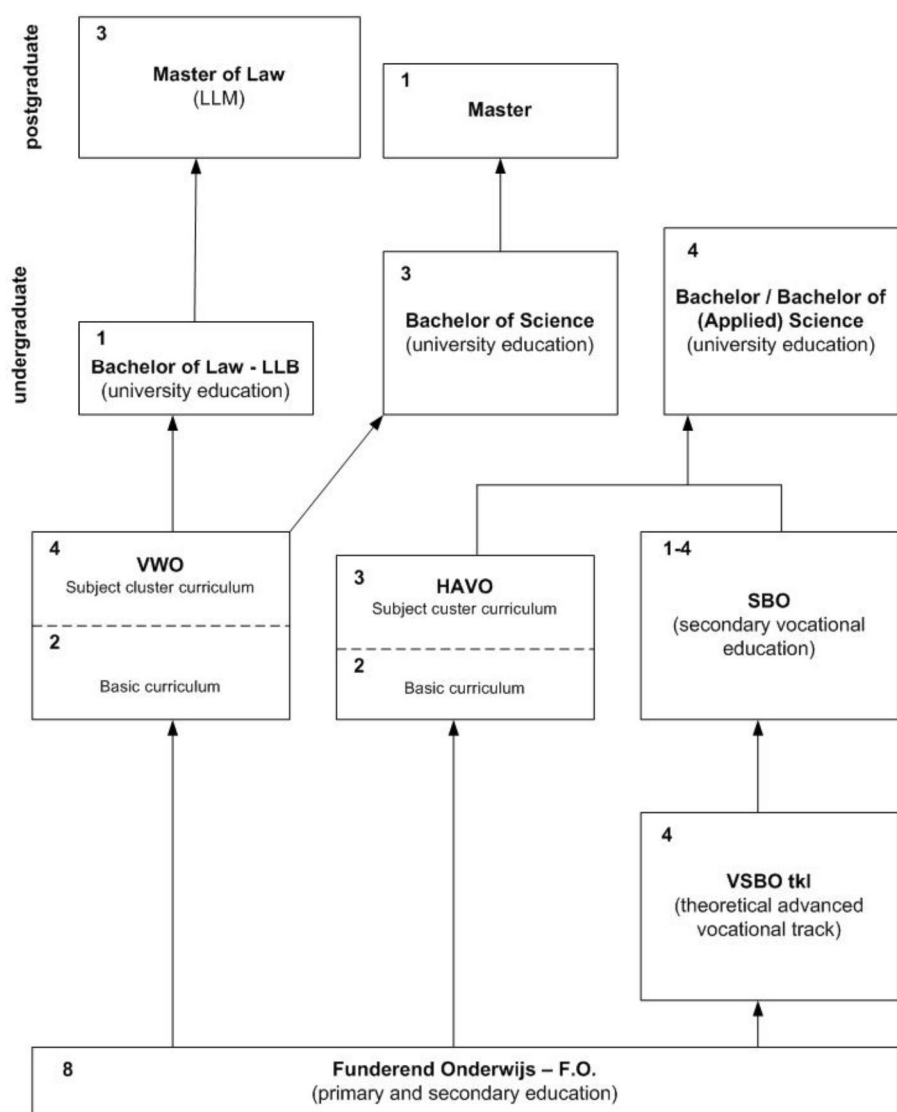 postgraduate
3
Master of Law
(LLM)
1
Master
undergraduate
1
Bachelor of Law - LLB
(university education)
3
Bachelor of Science
(university education)
4
Bachelor / Bachelor of
(Applied) Science
(university education)
4
VWO
Subject cluster curriculum
2
Basic curriculum
3
HAVO
Subject custer curriculum
2
Basic curriculum
1-4
SBO
(secondary vocational
education)
4
VSBO tkl
(theoretical advanced
vocational track)
8
Funderend Onderwijs – F.O.
(primary and secondary education)